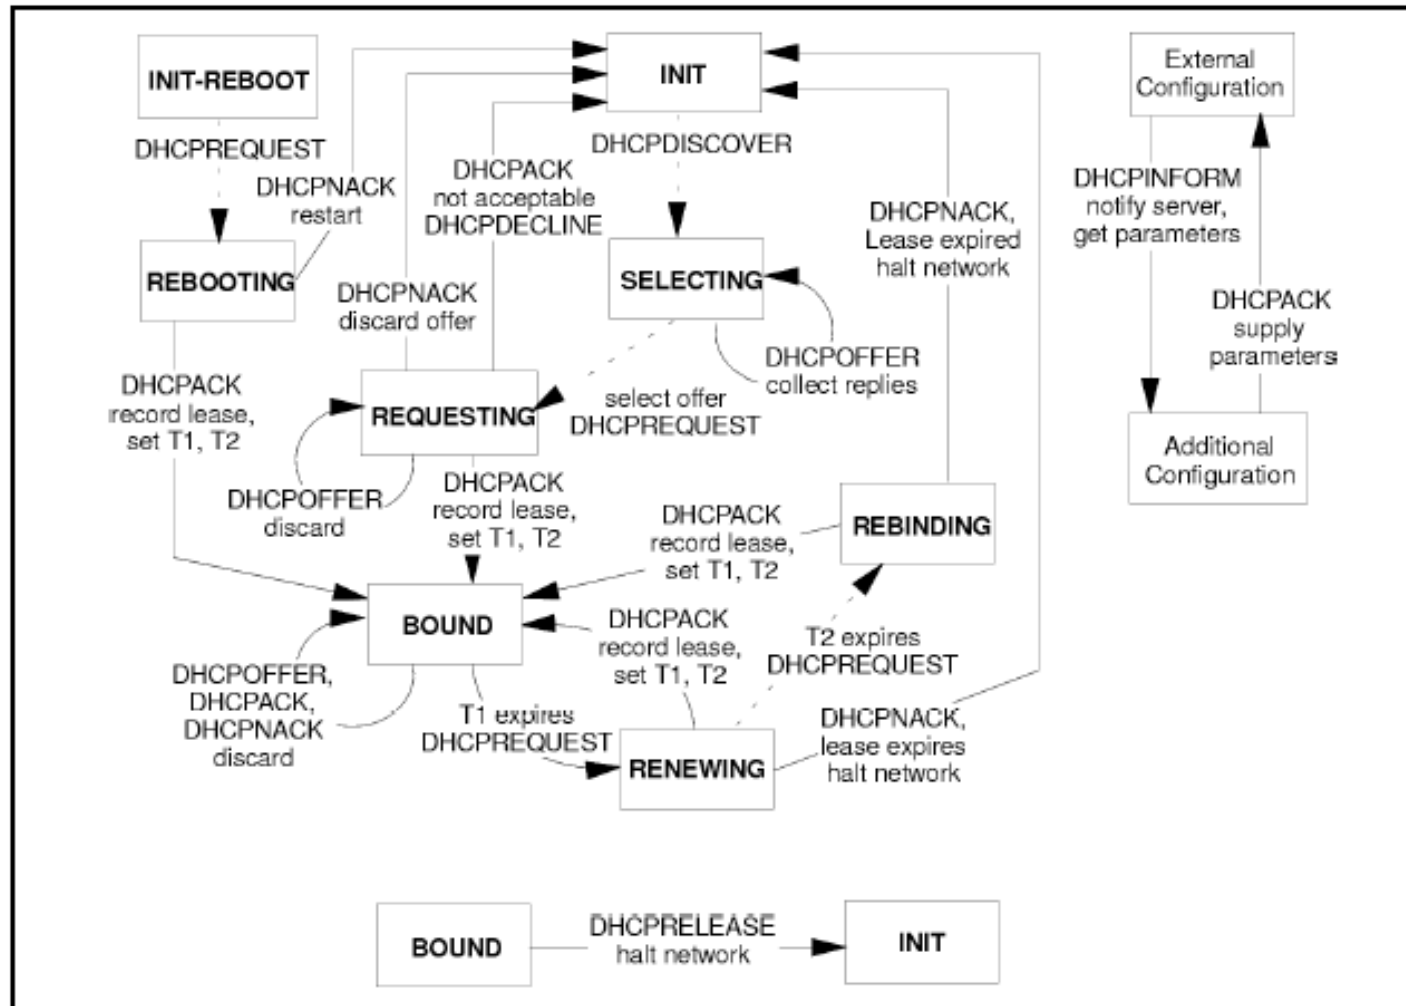 INIT-REBOOT
INIT
External
Configuration
DHCPREQUEST
DHCPDISCOVER
DHCPNACK
restart
DHCPACK
not acceptable
DHCPDECLINE
DHCPINFORM
notify server,
get parameters
DHCPNACK,
Lease expired
halt network
REBOOTING
SELECTING
DHCPNACK
discard offer
DHCPACK
supply
parameters
DHCPOFFER
collect replies
DHCPACK
record lease,
set T1, T2
REQUESTING
select offer
DHCPREQUEST
Additional
Configuration
DHCPOFFER
discard
DHCPACK
record lease,
set T1, T2
DHCPACK
record lease,
set T1, T2
REBINDING
BOUND
DHCPACK
record lease,
set T1, T2
T2 expires
DHCPREQUEST
DHCPOFFER,
DHCPACK,
DHCPNACK
discard
T1 expires
DHCPREQUEST
RENEWING
DHCPNACK,
lease expires
halt network
BOUND
DHCPRELEASE
halt network
INIT